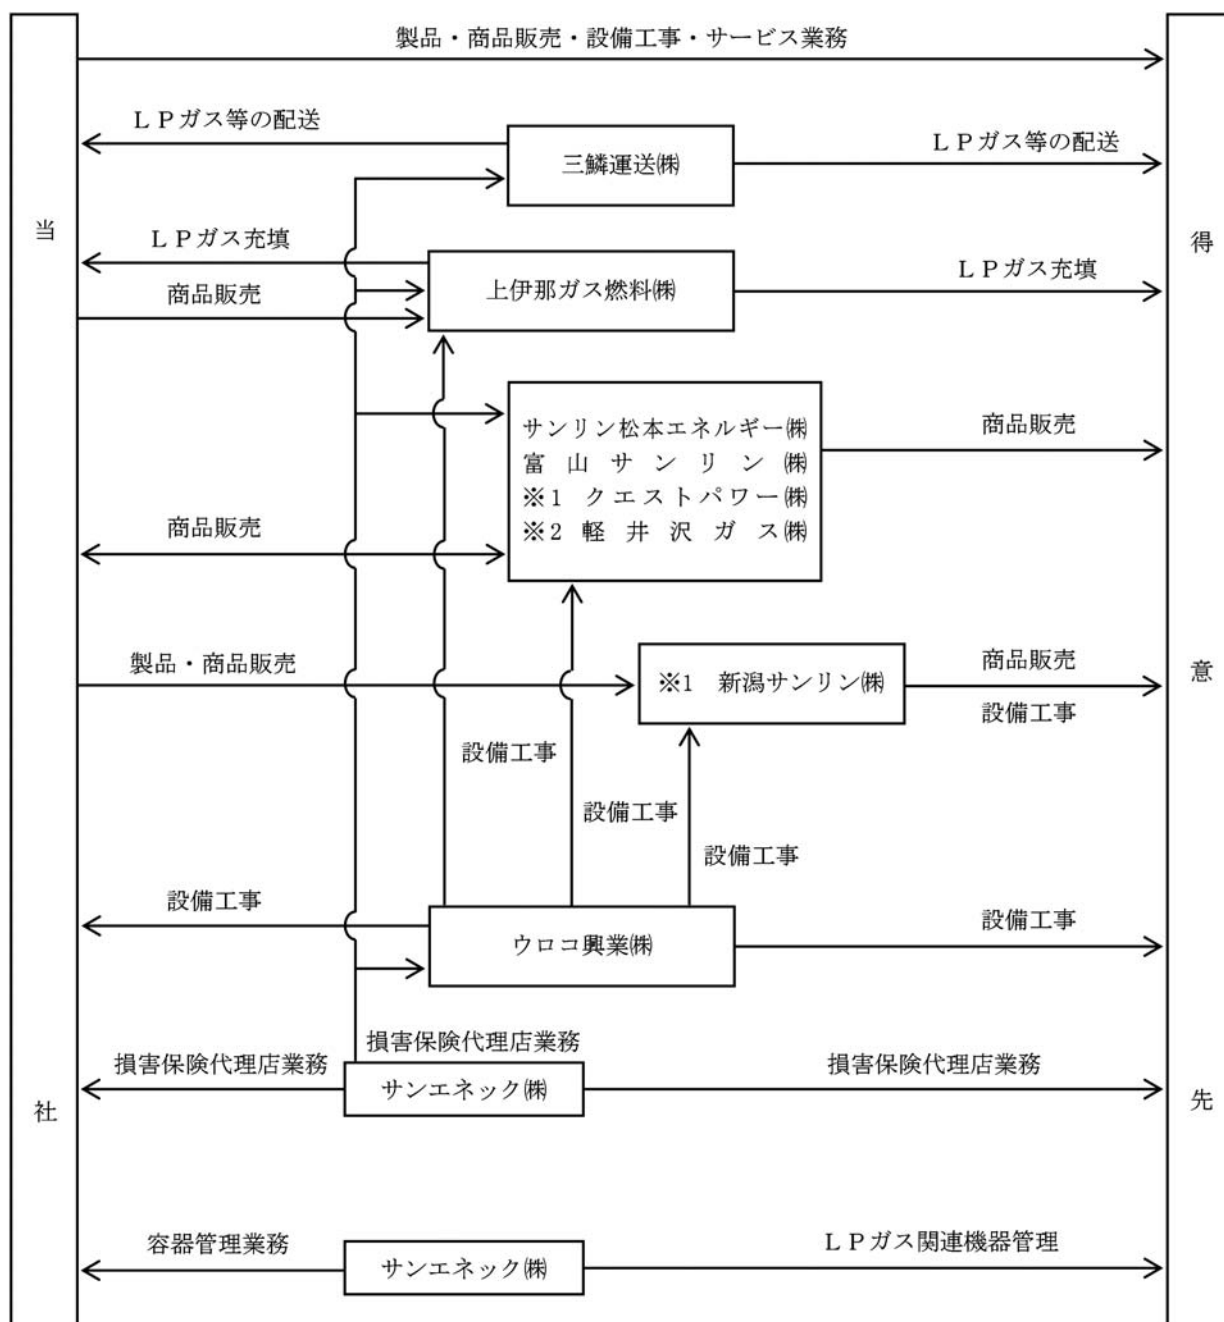 製品・商品販売・設備工事・サービス業務
ＬＰガス等の配送
三鱗運送㈱
ＬＰガス等の配送
当
得
ＬＰガス充填
上伊那ガス燃料㈱
ＬＰガス充填
商品販売
サンリン松本エネルギー㈱
富山サンリン㈱
※1 クエストパワー㈱
※2 軽井沢ガス㈱
商品販売
商品販売
製品・商品販売
※1 新潟サンリン㈱
商品販売
設備工事
意
設備工事
設備工事
設備工事
設備工事
ウロコ興業㈱
設備工事
損害保険代理店業務
損害保険代理店業務
サンエネック㈱
損害保険代理店業務
社
先
容器管理業務
サンエネック㈱
ＬＰガス関連機器管理